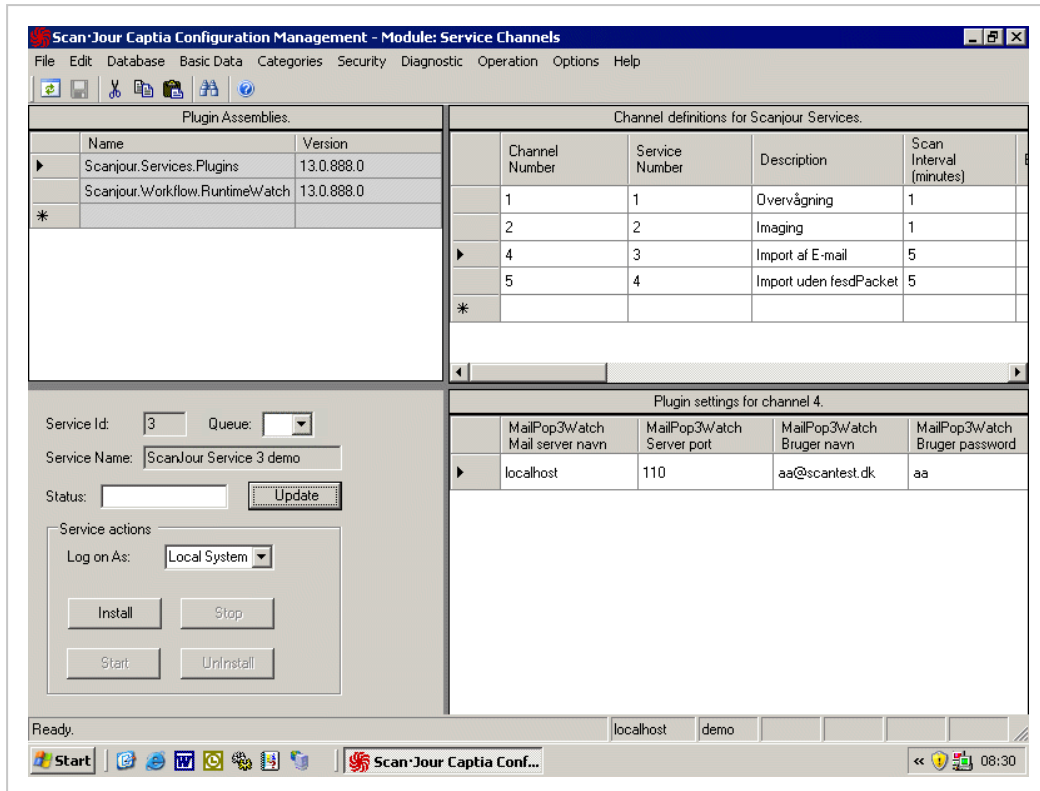 Scan·Jour Captia Configuration Management - Module: Service Channels
File Edit Database Basic Data Categories Security Diagnostic Operation Options Help
Plugin Assemblies.
Name Version
Scanjour.Services.Plugins 13.0.888.0
Scanjour.Workflow.RuntimeWatch 13.0.888.0
Channel definitions for Scanjour Services.
Channel Number Service Number Description Scan Interval (minutes)
1 1 Overvågning 1
2 2 Imaging 1
4 3 Import af E-mail 5
5 4 Import uden fesdPacket 5
Service Id: 3 Queue:
Service Name: ScanJour Service 3 demo
Status: Update
Service actions
Log on As: Local System
Install Stop
Start UnInstall
Plugin settings for channel 4.
MailPop3Watch Mail server navn MailPop3Watch Server port MailPop3Watch Bruger navn MailPop3Watch Bruger password
localhost 110 aa@scantest.dk aa
Ready. localhost demo
Start Scan·Jour Captia Conf... « 08:30